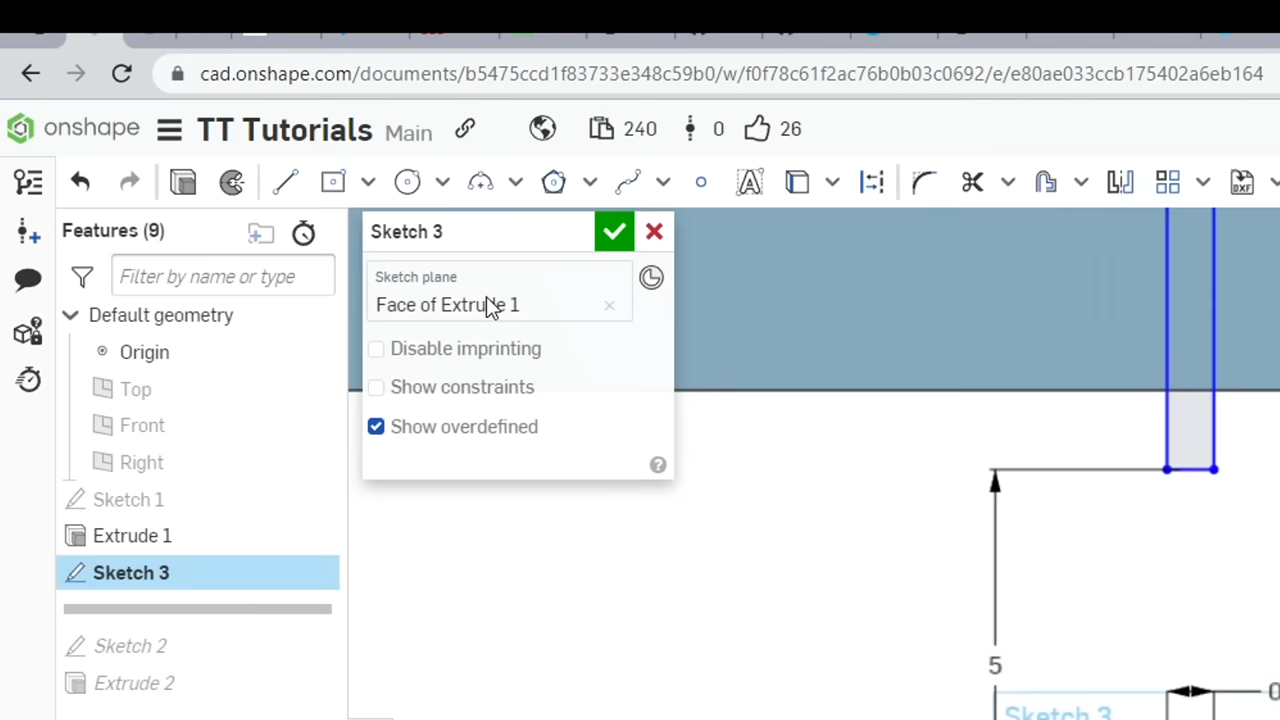 cad.onshape.com/documents/b5475ccd1f83733e348c59b0/w/f0f78c61f2ac76b0b03c0692/e/e80ae033ccb175402a6eb164
onshape TT Tutorials Main 240 0 26
DXF
Features (9)
Filter by name or type
Default geometry
Origin
Top
Front
Right
Sketch 1
Extrude 1
Sketch 3
Sketch 2
Extrude 2
Sketch 3
Sketch plane
Face of Extrude 1
Disable imprinting
Show constraints
Show overdefined
5
0
Sketch 3